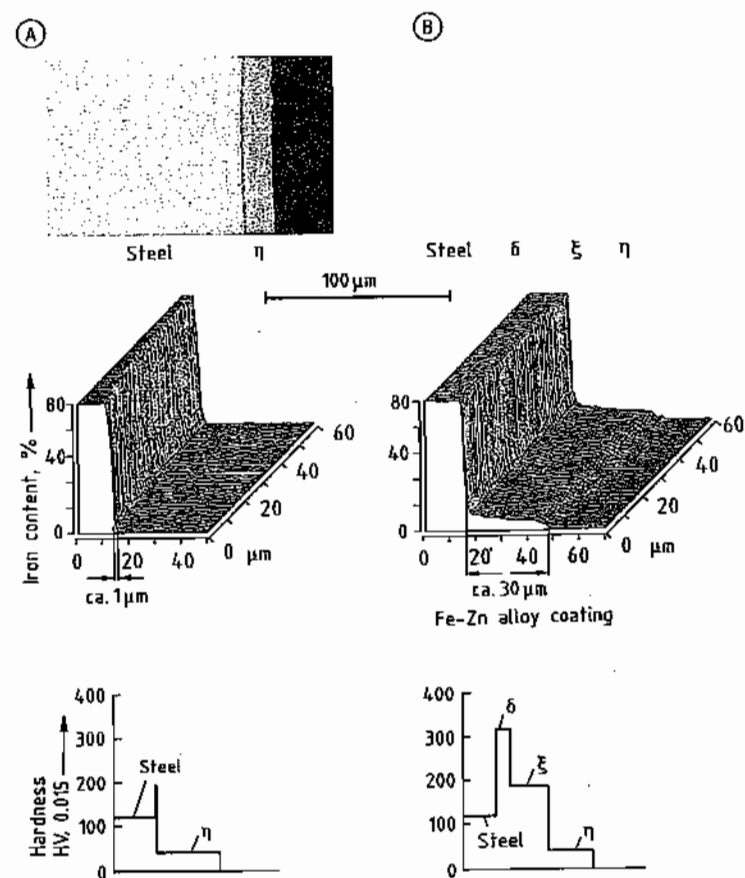 A
B
Steel η
Steel δ ξ η
100 μm
Iron content, %
80
40
0
0 20 40
0 20 40 60
μm
ca. 1 μm
80
40
0
0 20 40 60
0 20 40 60
μm
ca. 30 μm
Fe-Zn alloy coating
Hardness
HV, 0.015
400
300
200
100
0
Steel
η
400
300
200
100
0
δ
ξ
Steel
η